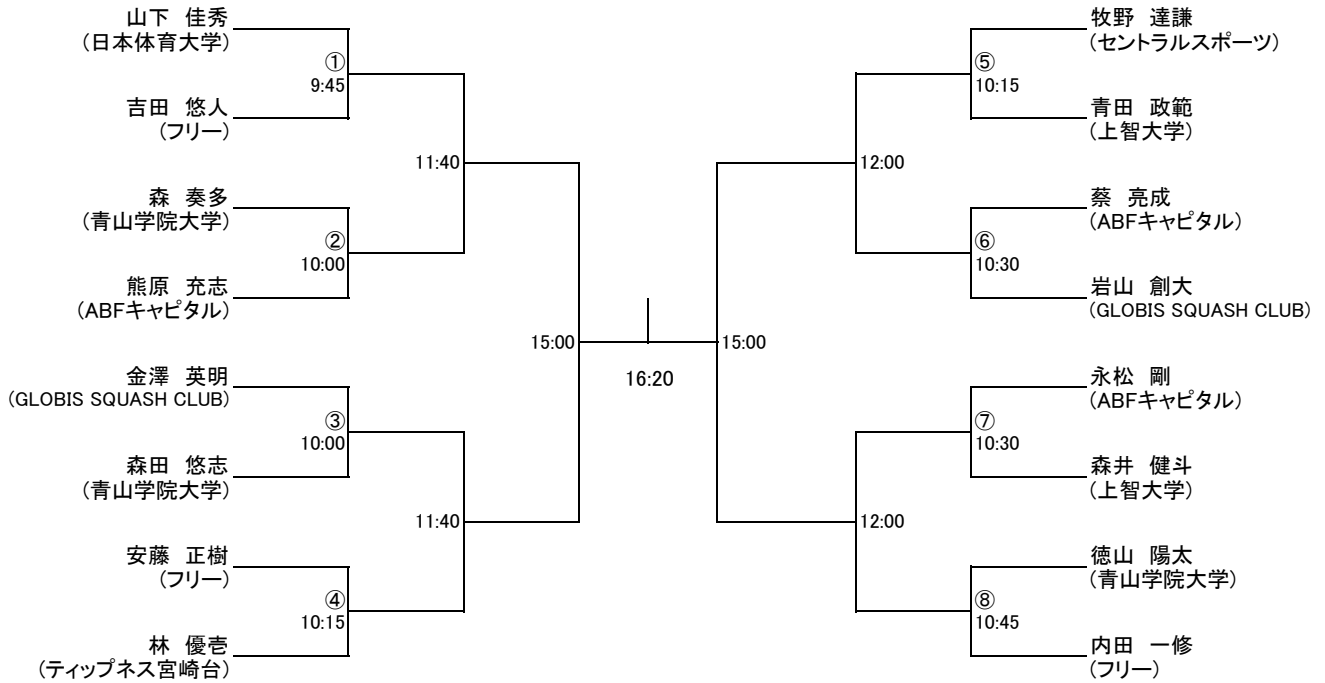 山下　佳秀
(日本体育大学)
①
9:45
吉田　悠人
(フリー)
11:40
森　奏多
(青山学院大学)
②
10:00
熊原　充志
(ABFキャピタル)
15:00
金澤　英明
(GLOBIS SQUASH CLUB)
③
10:00
森田　悠志
(青山学院大学)
11:40
安藤　正樹
(フリー)
④
10:15
林　優壱
(ティップネス宮崎台)
16:20
牧野　達謙
(セントラルスポーツ)
⑤
10:15
青田　政範
(上智大学)
12:00
蔡　亮成
(ABFキャピタル)
⑥
10:30
岩山　創大
(GLOBIS SQUASH CLUB)
15:00
永松　剛
(ABFキャピタル)
⑦
10:30
森井　健斗
(上智大学)
12:00
徳山　陽太
(青山学院大学)
⑧
10:45
内田　一修
(フリー)